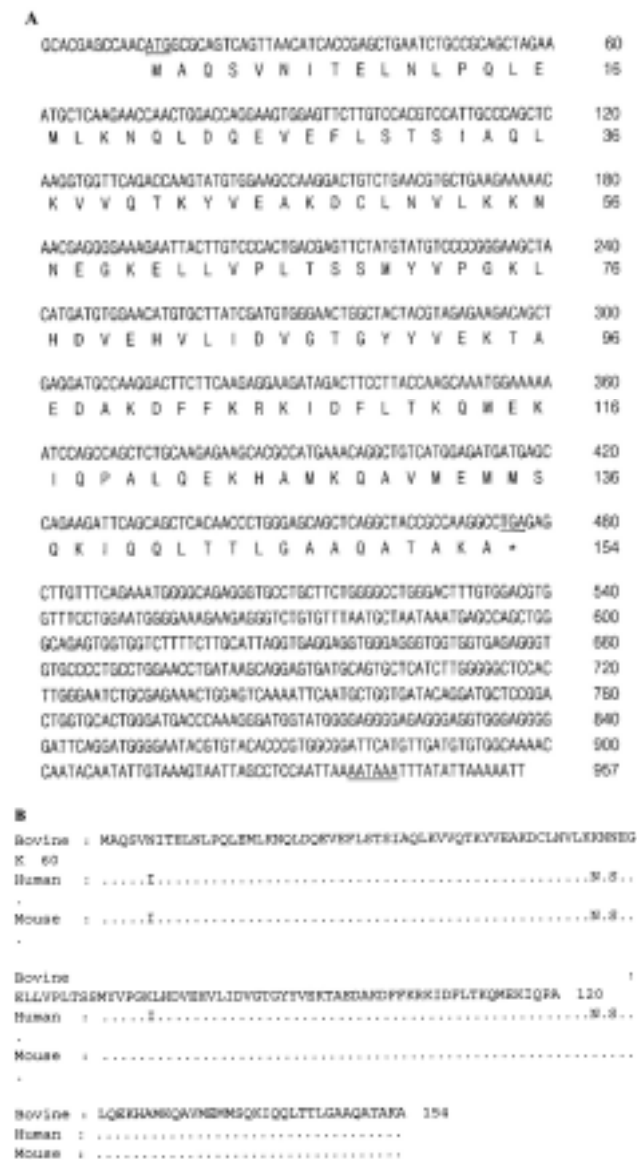 A
GCACGAGCCAACATGGCGCAGTCAGTTAACATCACCGAGCTGAATCTGCCGCAGCTAGAA 60
M A Q S V N I T E L N L P Q L E 16
ATGCTCAAGAACCAACTGGACCAGGAAGTGGAGTTCTTGTCCACGTCCATTGCCCAGCTC 120
M L K N Q L D Q E V E F L S T S I A Q L 36
AAGGTGGTTCAGACCAAGTATGTGGAAGCCAAGGACTGTCTGAACGTGCTGAAGAAAAAC 180
K V V Q T K Y V E A K D C L N V L K K N 56
AACGAGGGGAAAGAATTACTTGTCCCACTGACGAGTTCTATGTATGTCCCCGGGAAGCTA 240
N E G K E L L V P L T S S M Y V P G K L 76
CATGATGTGGAACATGTGCTTATCGATGTGGGAACTGGCTACTACGTAGAGAAGACAGCT 300
H D V E H V L I D V G T G Y Y V E K T A 96
GAGGATGCCAAGGACTTCTTCAAGAGGAAGATAGACTTCCTTACCAAGCAAATGGAAAAA 360
E D A K D F F K R K I D F L T K Q M E K 116
ATCCAGCCAGCTCTGCAAGAGAAGCACGCCATGAAACAGGCTGTCATGGAGATGATGAGC 420
I Q P A L Q E K H A M K Q A V M E M M S 136
CAGAAGATTCAGCAGCTCACAACCCTGGGAGCAGCTCAGGCTACCGCCAAGGCCTGAGAG 480
Q K I Q Q L T T L G A A Q A T A K A * 154
CTTGTTTCAGAAATGGGGCAGAGGGTGCCTGCTTCTGGGGCCTGGGACTTTGTGGACGTG 540
GTTTCCTGGAATGGGGAAAGAAGAGGGTCTGTGTTTAATGCTAATAAATGAGCCAGCTGG 600
GCAGAGTGGTGGTCTTTTCTTGCATTAGGTGAGGAGGTGGGAGGGTGGTGGTGAGAGGGT 660
GTGCCCCTGCCTGGAACCTGATAAGCAGGAGTGATGCAGTGCTCATCTTGGGGGCTCCAC 720
TTGGGAATCTGCGAGAAACTGGAGTCAAAATTCAATGCTGGTGATACAGGATGCTCCGGA 780
CTGGTGCACTGGGATGACCCAAAGGGATGGTATGGGGAGGGGAGAGGGAGGTGGGAGGGG 840
GATTCAGGATGGGGAATACGTGTACACCCGTGGCGGATTCATGTTGATGTGTGGCAAAAC 900
CAATACAATATTGTAAAGTAATTAGCCTCCAATTAAAATAAATTTATATTAAAAATT 957
B
Bovine : MAQSVNITELNLPQLEMLKNQLDQEVEFLSTSIAQLKVVQTKYVEAKDCLNVLKKNNEG
K 60
Human : .....I.................................................N.S..
.
Mouse : .....I.................................................N.S..
.
Bovine :
ELLVPLTSSMYVPGKLHDVEHVLIDVGTGYYVEKTAEDAKDFFKRKIDFLTKQMEKIQPA 120
Human : .....I.................................................N.S..
.
Mouse : ............................................................
.
Bovine : LQEKHAMKQAVMEMMSQKIQQLTTLGAAQATAKA 154
Human : ..................................
Mouse : ..................................